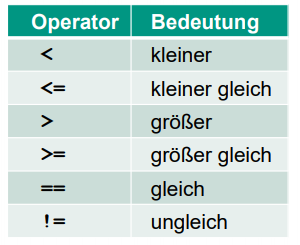 Operator Bedeutung
< kleiner
<= kleiner gleich
> größer
>= größer gleich
== gleich
!= ungleich